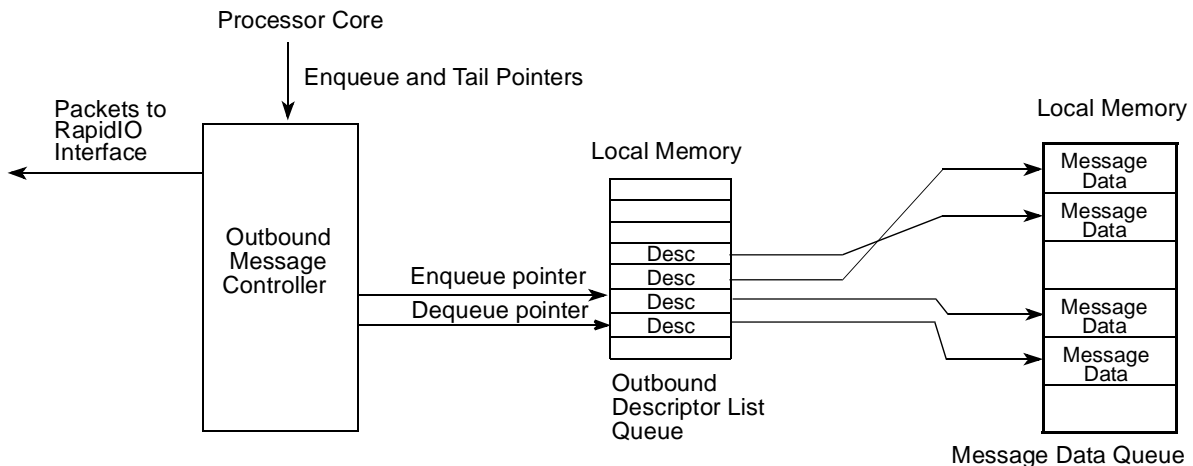 Processor Core
Enqueue and Tail Pointers
Packets to
RapidIO
Interface
Outbound
Message
Controller
Enqueue pointer
Dequeue pointer
Local Memory
Desc
Desc
Desc
Desc
Outbound
Descriptor List
Queue
Local Memory
Message
Data
Message
Data
Message
Data
Message
Data
Message Data Queue